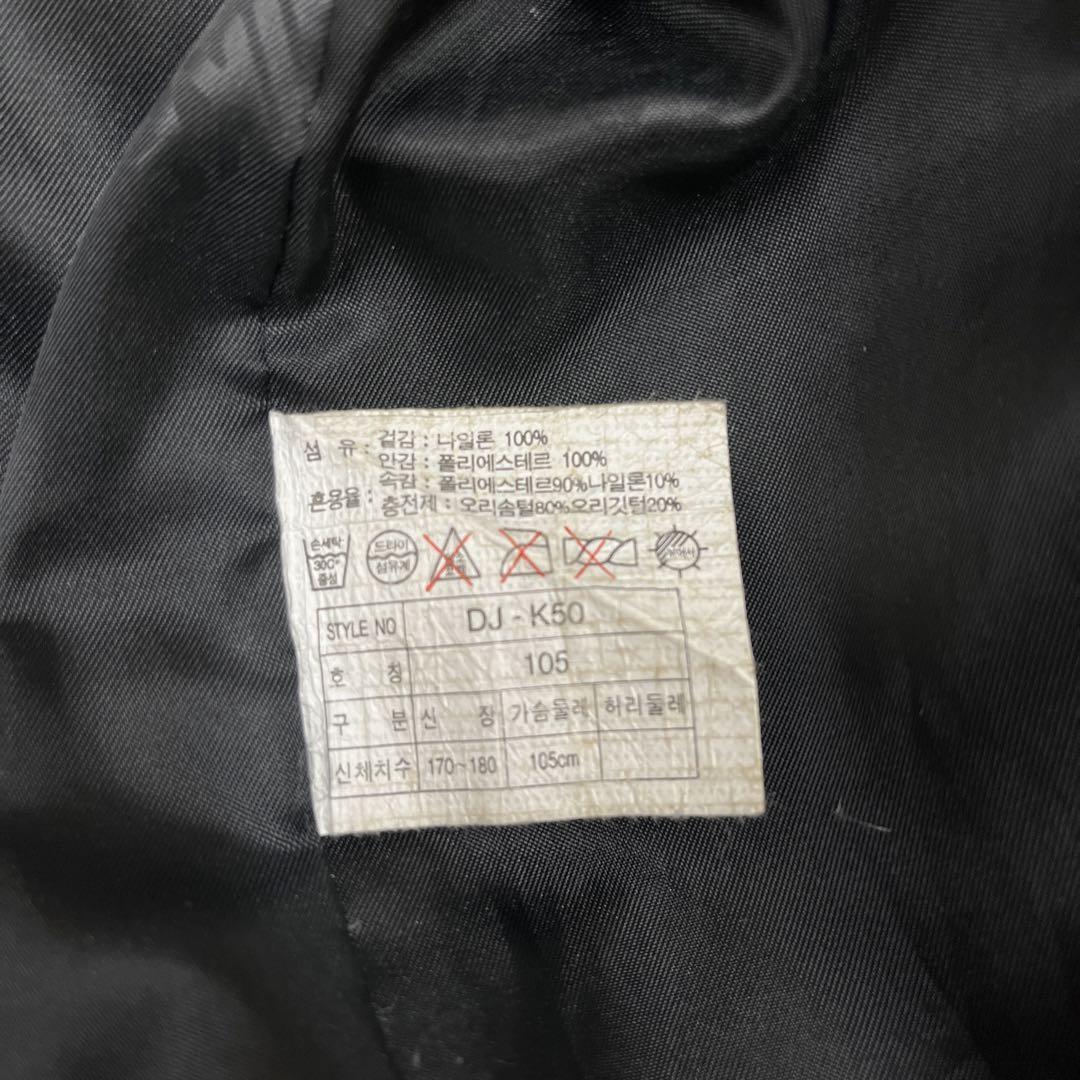 섬 유 : 겉감 : 나일론 100%
안감 : 폴리에스테르 100%
속감 : 폴리에스테르90%나일론10%
혼용율 : 충전제 : 오리솜털80%오리깃털20%
손세탁 드라이
30C° 중성 석유계
STYLE NO DJ - K50
호 칭 105
구 분 신 장 가슴둘레 허리둘레
신체치수 170~180 105cm